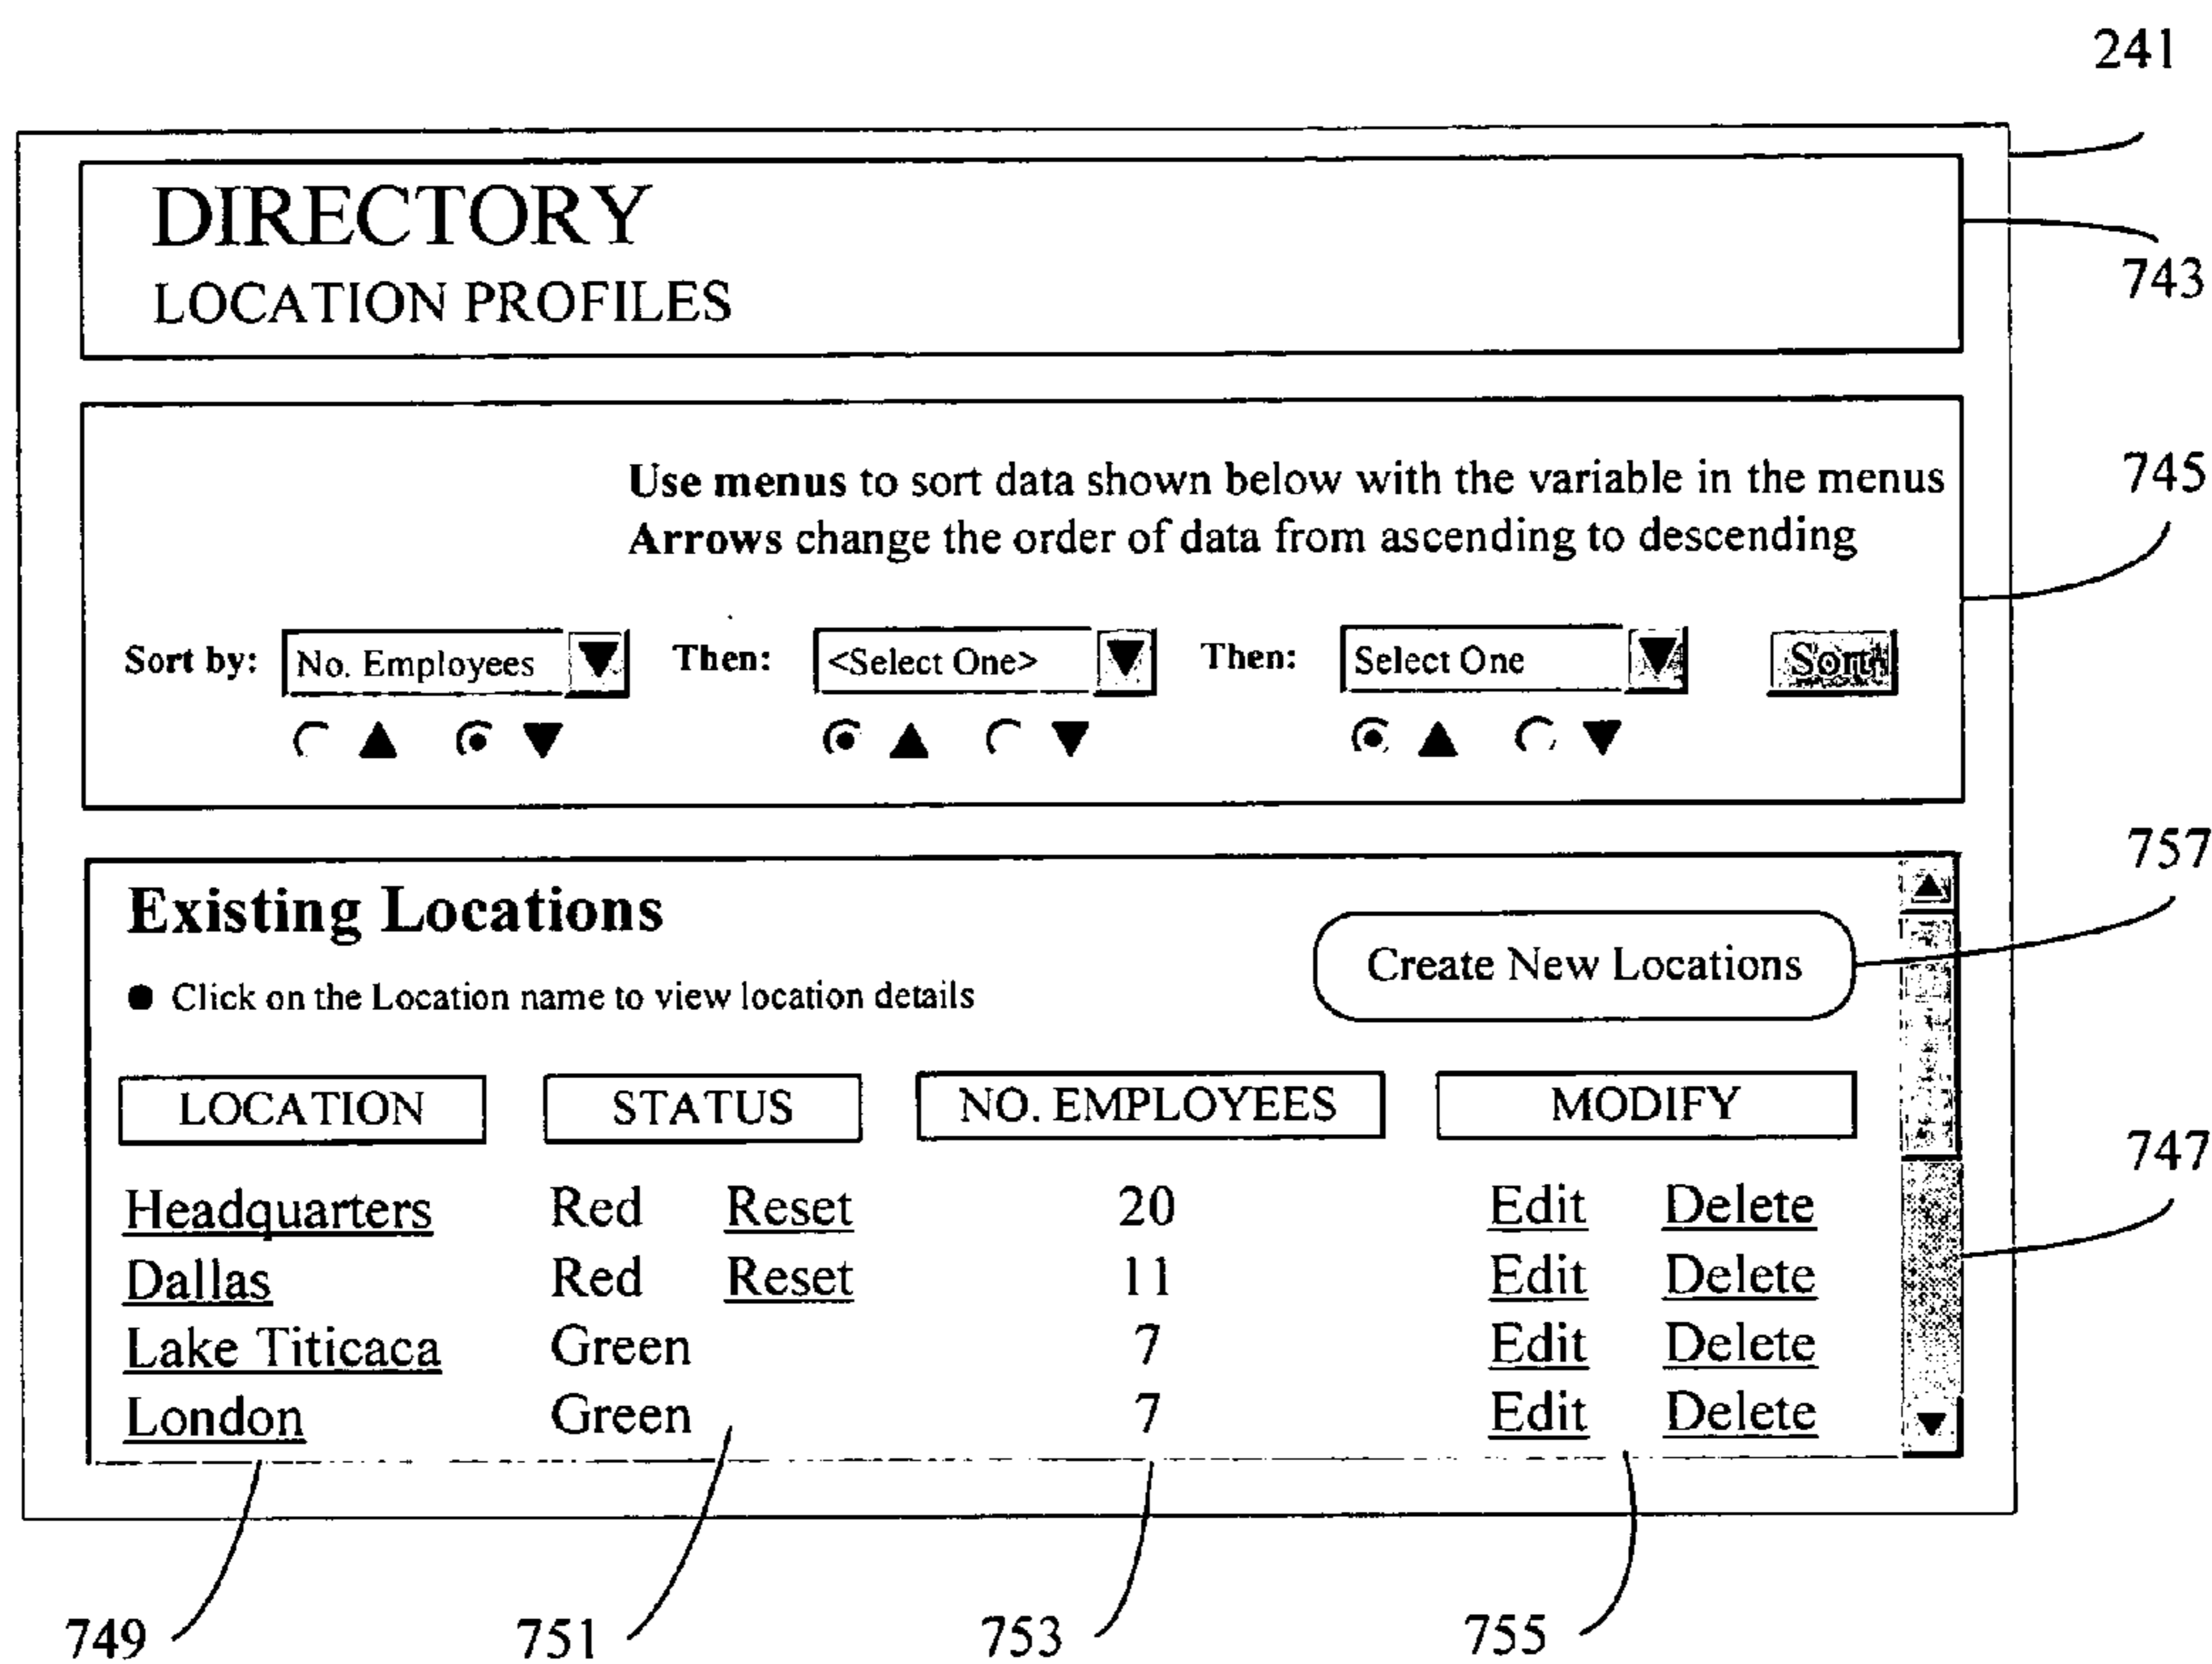 241
DIRECTORY
LOCATION PROFILES
743
Use menus to sort data shown below with the variable in the menus
745
Arrows change the order of data from ascending to descending
Sort by: No. Employees Then: <Select One> Then: Select One Sort
757
Existing Locations
Create New Locations
Click on the Location name to view location details
LOCATION STATUS NO. EMPLOYEES MODIFY
747
Headquarters Red Reset 20 Edit Delete
Dallas Red Reset 11 Edit Delete
Lake Titicaca Green 7 Edit Delete
London Green 7 Edit Delete
749 751 753 755